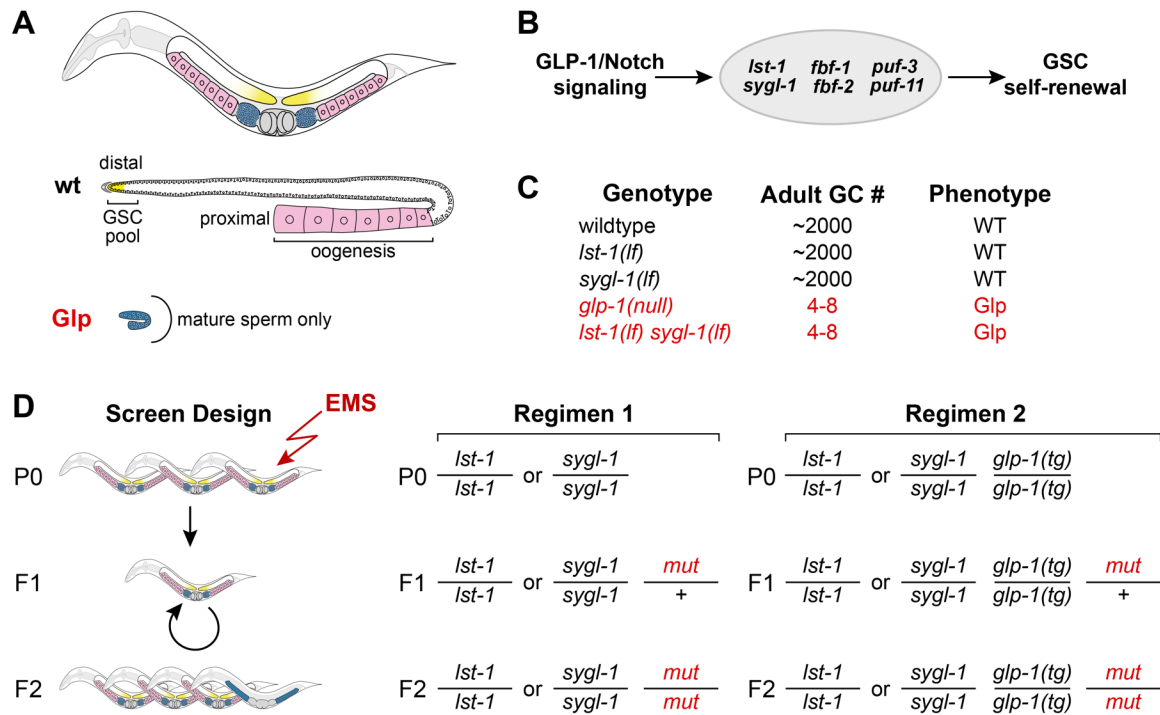 A
distal
wt
GSC
pool
proximal
oogenesis
Glp
mature sperm only
B
GLP-1/Notch
signaling
lst-1 fbf-1 puf-3
sygl-1 fbf-2 puf-11
GSC
self-renewal
C
Genotype Adult GC # Phenotype
wildtype ~2000 WT
lst-1(lf) ~2000 WT
sygl-1(lf) ~2000 WT
glp-1(null) 4-8 Glp
lst-1(lf) sygl-1(lf) 4-8 Glp
D
Screen Design
EMS
P0
F1
F2
Regimen 1
P0 lst-1 or sygl-1
lst-1 sygl-1
F1 lst-1 or sygl-1 mut
lst-1 sygl-1 +
F2 lst-1 or sygl-1 mut
lst-1 sygl-1 mut
Regimen 2
P0 lst-1 or sygl-1 glp-1(tg)
lst-1 sygl-1 glp-1(tg)
F1 lst-1 or sygl-1 glp-1(tg) mut
lst-1 sygl-1 glp-1(tg) +
F2 lst-1 or sygl-1 glp-1(tg) mut
lst-1 sygl-1 glp-1(tg) mut